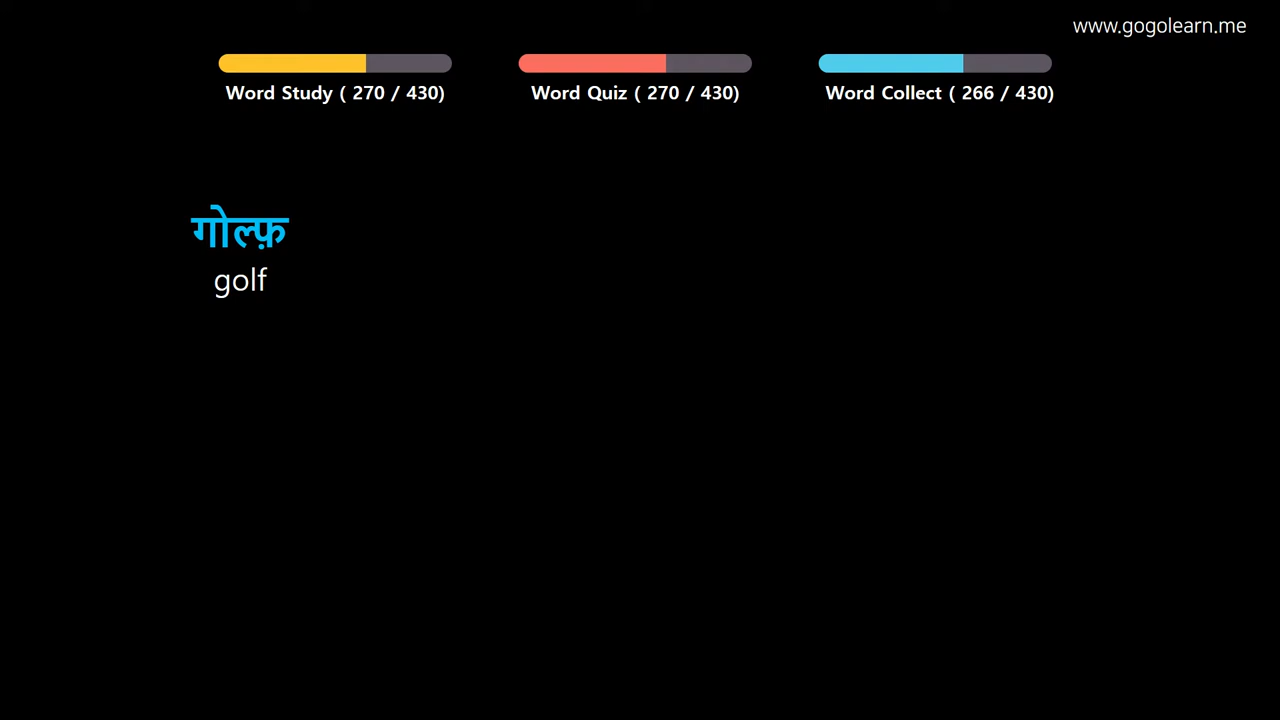 www.gogolearn.me
Word Study ( 270 / 430)
Word Quiz ( 270 / 430)
Word Collect ( 266 / 430)
गोल्फ़
golf